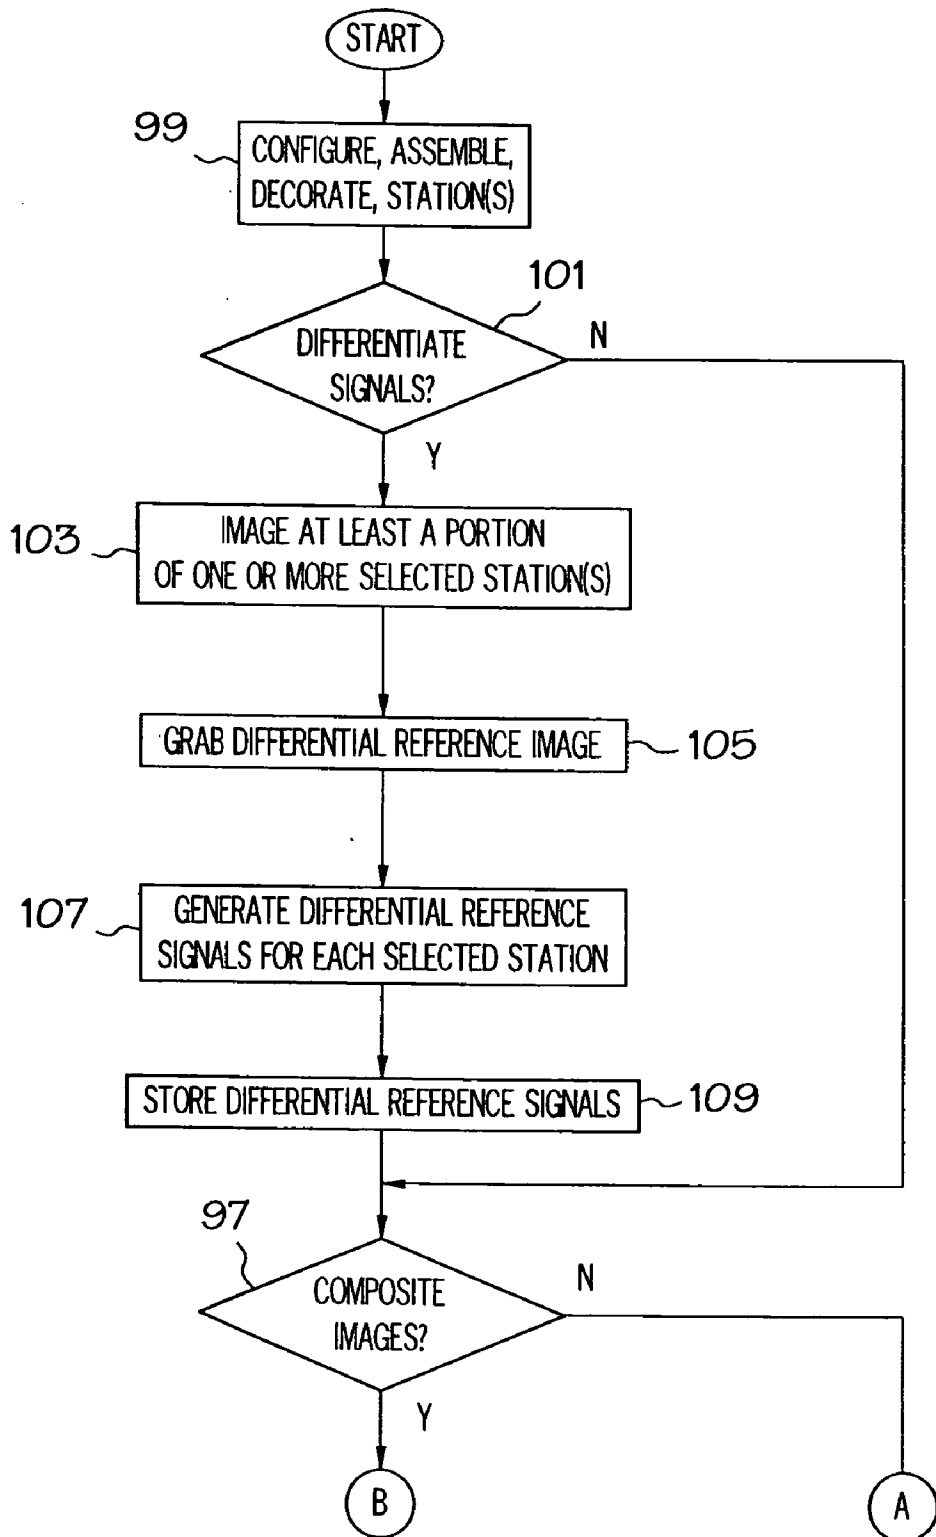 START
99
CONFIGURE, ASSEMBLE,
DECORATE, STATION(S)
101
DIFFERENTIATE
SIGNALS?
N
Y
103
IMAGE AT LEAST A PORTION
OF ONE OR MORE SELECTED STATION(S)
GRAB DIFFERENTIAL REFERENCE IMAGE
105
107
GENERATE DIFFERENTIAL REFERENCE
SIGNALS FOR EACH SELECTED STATION
STORE DIFFERENTIAL REFERENCE SIGNALS
109
97
COMPOSITE
IMAGES?
N
Y
B
A